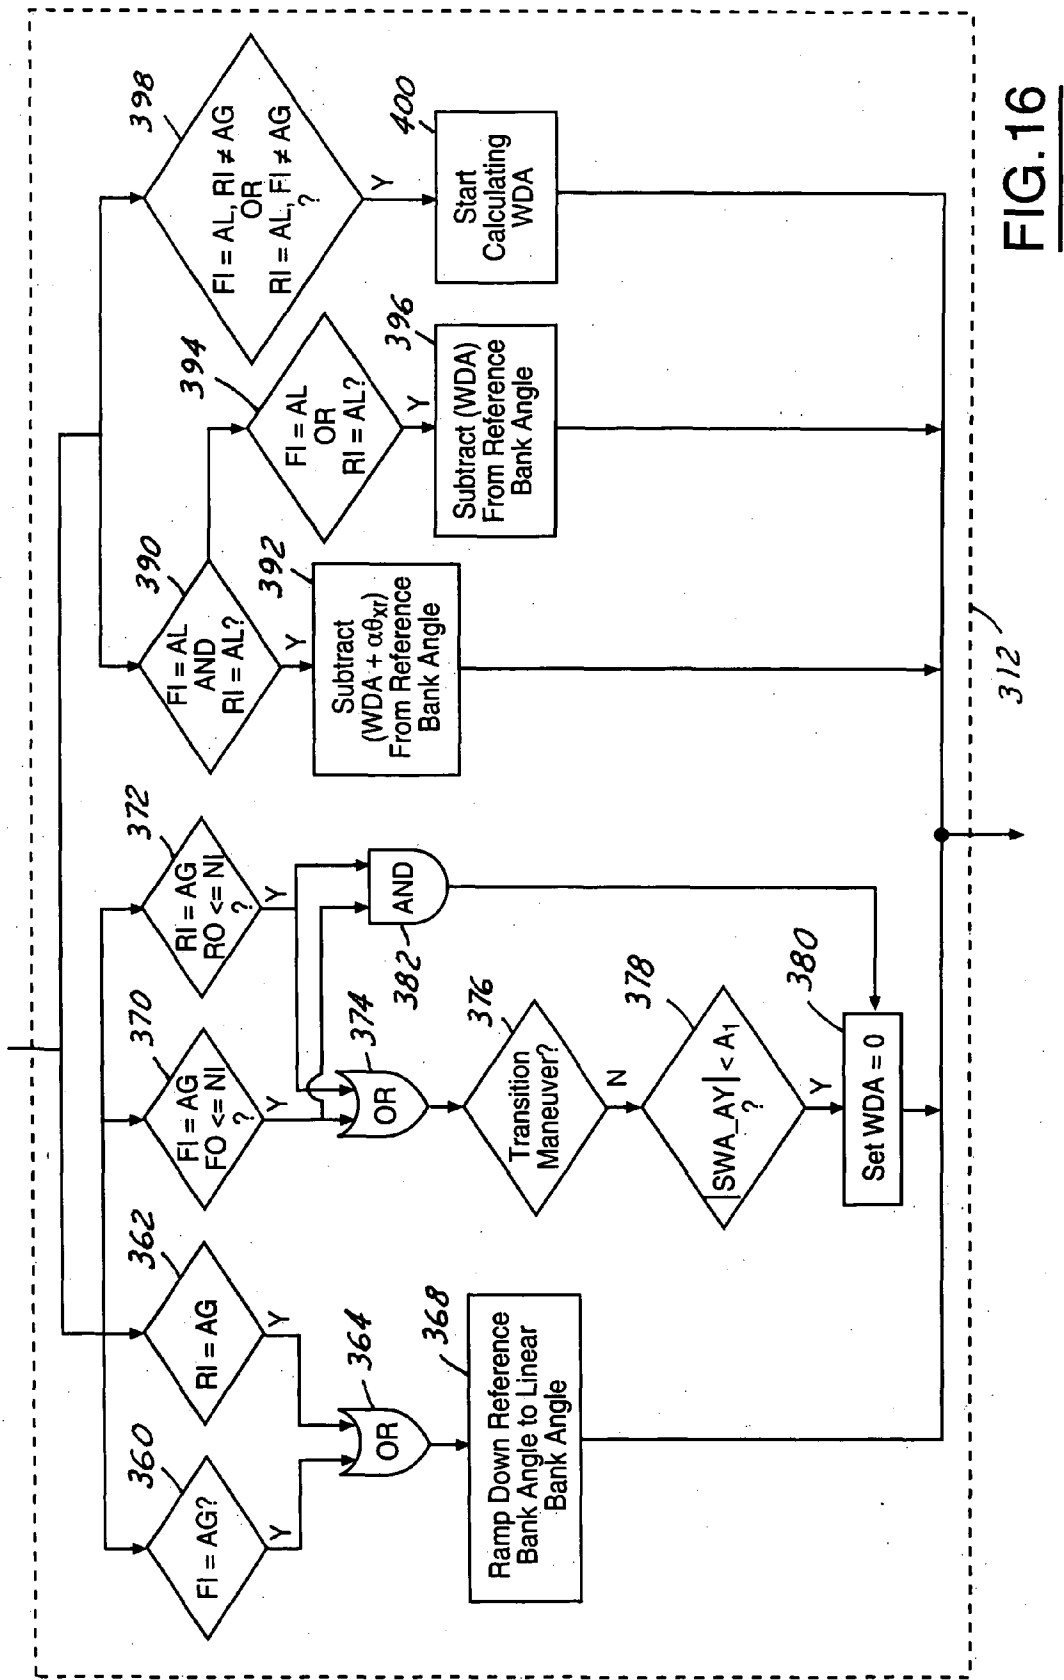 360
FI = AG?
Y
362
RI = AG
Y
364
OR
368
Ramp Down Reference
Bank Angle to Linear
Bank Angle
370
FI = AG
FO <= NI
?
Y
372
RI = AG
RO <= NI
?
Y
374
OR
382
AND
376
Transition
Maneuver?
N
378
|SWA_AY| < A1
?
Y
380
Set WDA = 0
390
FI = AL
AND
RI = AL?
Y
392
Subtract
(WDA + αθxr)
From Reference
Bank Angle
394
FI = AL
OR
RI = AL?
Y
396
Subtract (WDA)
From Reference
Bank Angle
398
FI = AL, RI ≠ AG
OR
RI = AL, FI ≠ AG
?
Y
400
Start
Calculating
WDA
312
FIG.16